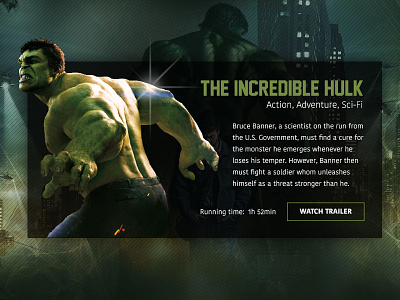 THE INCREDIBLE HULK
Action, Adventure, Sci-Fi
Bruce Banner, a scientist on the run from
the U.S. Government, must find a cure for
the monster he emerges whenever he
loses his temper. However, Banner then
must fight a soldier whom unleashes
himself as a threat stronger than he.
Running time: 1h 52min
WATCH TRAILER